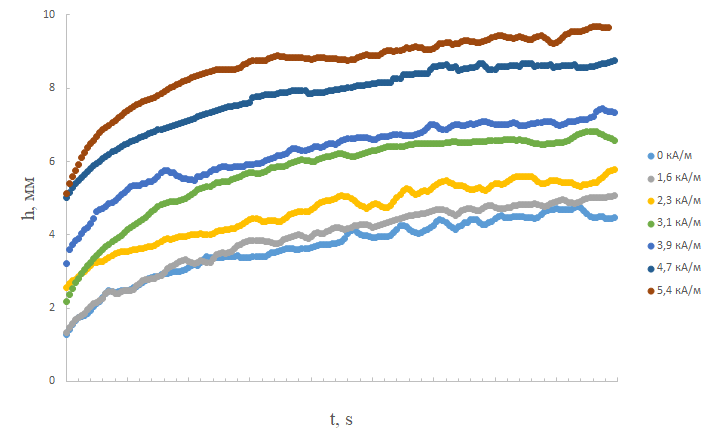 10
8
6
4
2
0
h, мм
t, s
0 кА/м
1,6 кА/м
2,3 кА/м
3,1 кА/м
3,9 кА/м
4,7 кА/м
5,4 кА/м